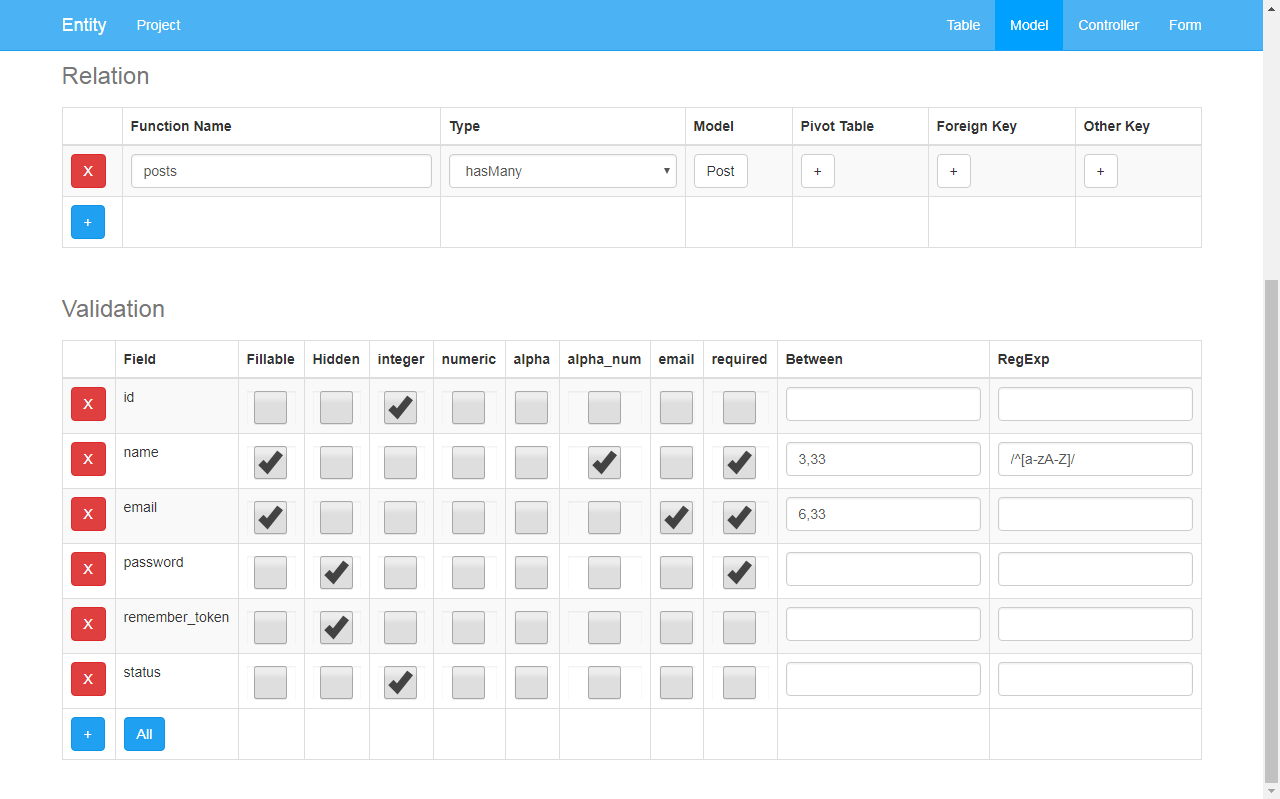 Entity Project Table Model Controller Form
Relation
Function Name Type Model Pivot Table Foreign Key Other Key
X posts hasMany Post + + +
+
Validation
Field Fillable Hidden integer numeric alpha alpha_num email required Between RegExp
X id
X name 3,33 /^[a-zA-Z]/
X email 6,33
X password
X remember_token
X status
+ All